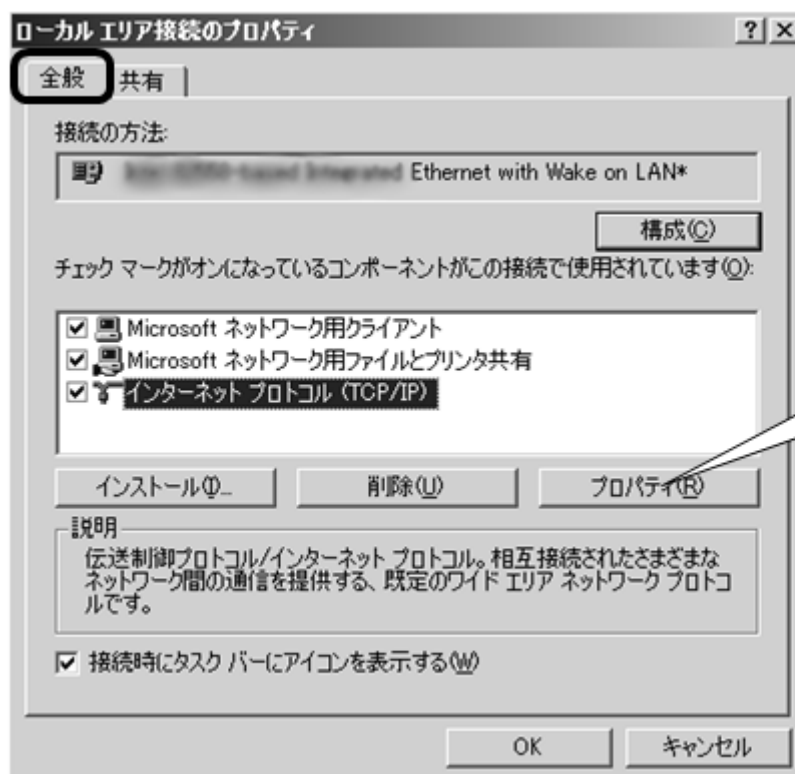 ローカル エリア接続のプロパティ
? ×
全般 共有
接続の方法:
Ethernet with Wake on LAN*
構成(C)
チェック マークがオンになっているコンポーネントがこの接続で使用されています(O):
Microsoft ネットワーク用クライアント
Microsoft ネットワーク用ファイルとプリンタ共有
インターネット プロトコル (TCP/IP)
インストール(I)... 削除(U) プロパティ(R)
説明
伝送制御プロトコル/インターネット プロトコル。相互接続されたさまざまな
ネットワーク間の通信を提供する、既定のワイド エリア ネットワーク プロトコ
ルです。
接続時にタスク バーにアイコンを表示する(W)
OK キャンセル